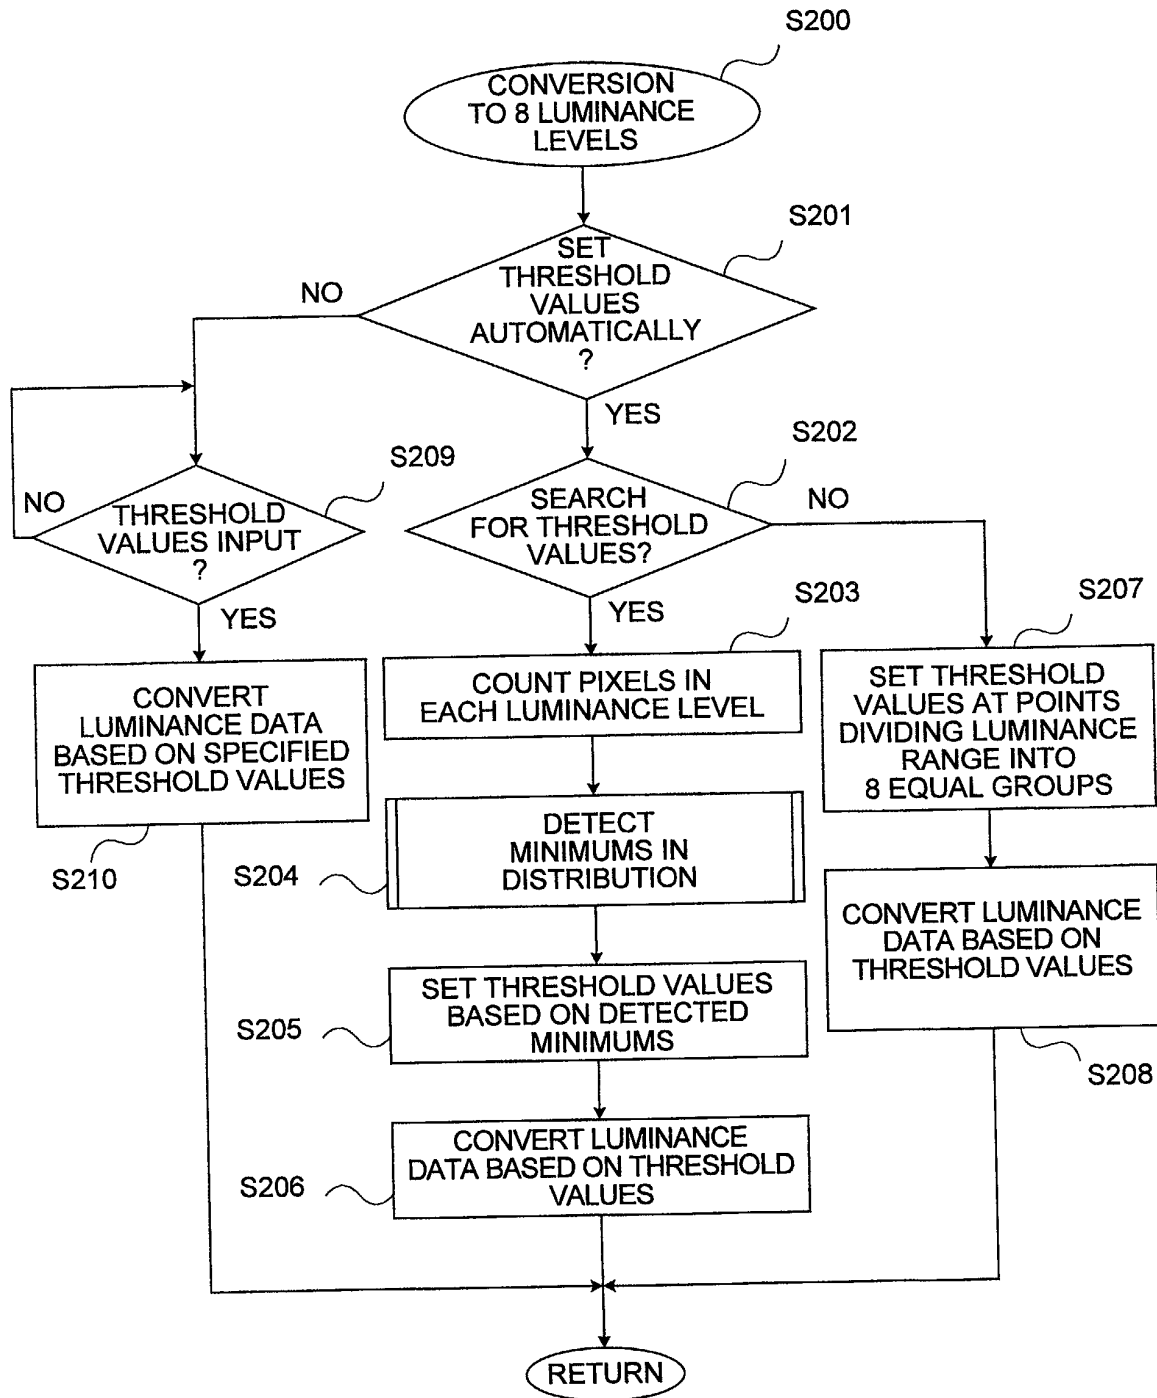 S200
CONVERSION
TO 8 LUMINANCE
LEVELS
S201
SET
THRESHOLD
VALUES
AUTOMATICALLY
?
NO
YES
S202
SEARCH
FOR THRESHOLD
VALUES?
NO
YES
S209
THRESHOLD
VALUES INPUT
?
NO
YES
S203
COUNT PIXELS IN
EACH LUMINANCE LEVEL
S207
SET THRESHOLD
VALUES AT POINTS
DIVIDING LUMINANCE
RANGE INTO
8 EQUAL GROUPS
CONVERT
LUMINANCE DATA
BASED ON SPECIFIED
THRESHOLD VALUES
S210
S204
DETECT
MINIMUMS IN
DISTRIBUTION
CONVERT LUMINANCE
DATA BASED ON
THRESHOLD VALUES
S208
S205
SET THRESHOLD VALUES
BASED ON DETECTED
MINIMUMS
S206
CONVERT LUMINANCE
DATA BASED ON THRESHOLD
VALUES
RETURN